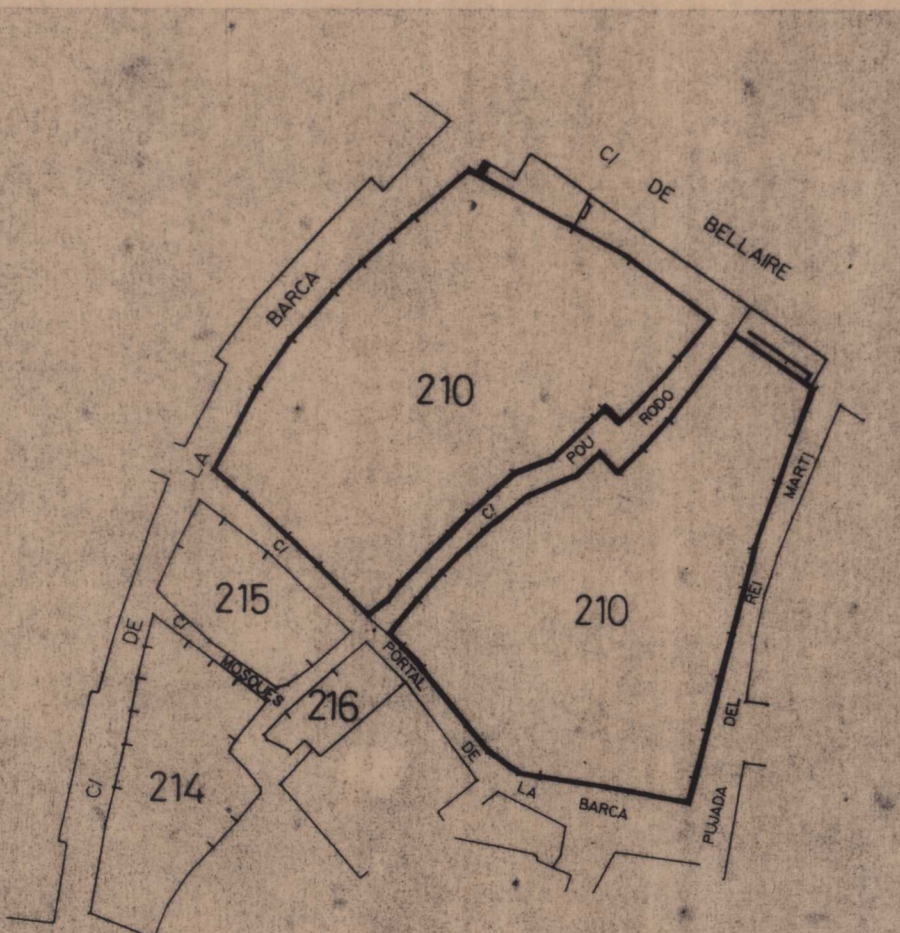 C/ DE BELLAIRE
C/ DE LA BARCA
210
C/ POU RODO
PUJADA DEL REI MARTI
C/ PORTAL DE LA BARCA
215
210
C/ MOSQUES
216
214